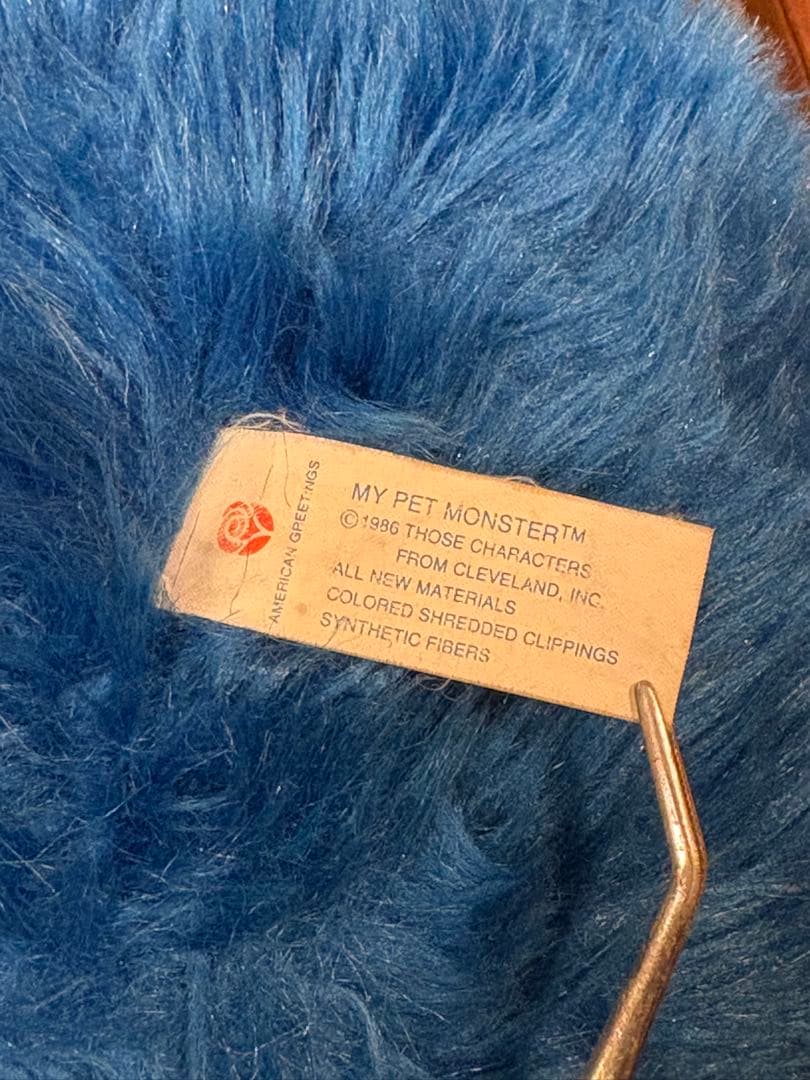 AMERICAN GREETINGS
MY PET MONSTER™
©1986 THOSE CHARACTERS
FROM CLEVELAND, INC.
ALL NEW MATERIALS
COLORED SHREDDED CLIPPINGS
SYNTHETIC FIBERS